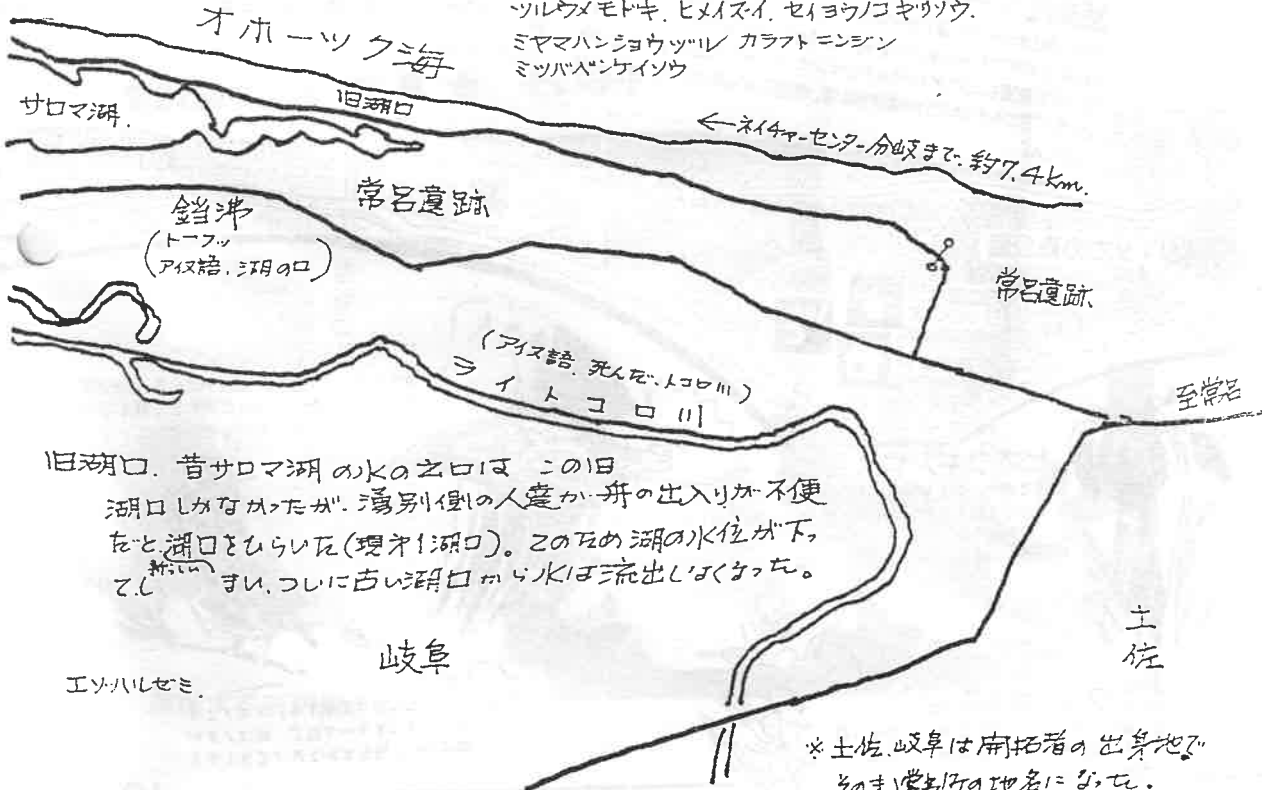 ツルウメモドキ. ヒメイズイ. セイヨウノコギリソウ.
ミヤマハンショウヅル カラフトニンジン
ミツバベンケイソウ
オホーツク海
サロマ湖.
旧湖口
←ネイチャーセンター分岐まで. 約7.4km.
常呂遺跡
鐺沸
(トーフッ
アイヌ語. 湖の口)
常呂遺跡
(アイヌ語. 死んだ. トコロ川)
ライトコロ川
至常呂
旧湖口. 昔サロマ湖の水の出口は この旧
湖口しかなかったが. 湧別側の人達が舟の出入りが不便
だと新しい湖口をひらいた(現第1湖口)。このため湖の水位が下っ
てしまい、ついに古い湖口から水は流出しなくなった。
岐阜
エゾハルゼミ.
土佐
※土佐.岐阜は開拓者の出身地で
そのまま常呂町の地名になった.